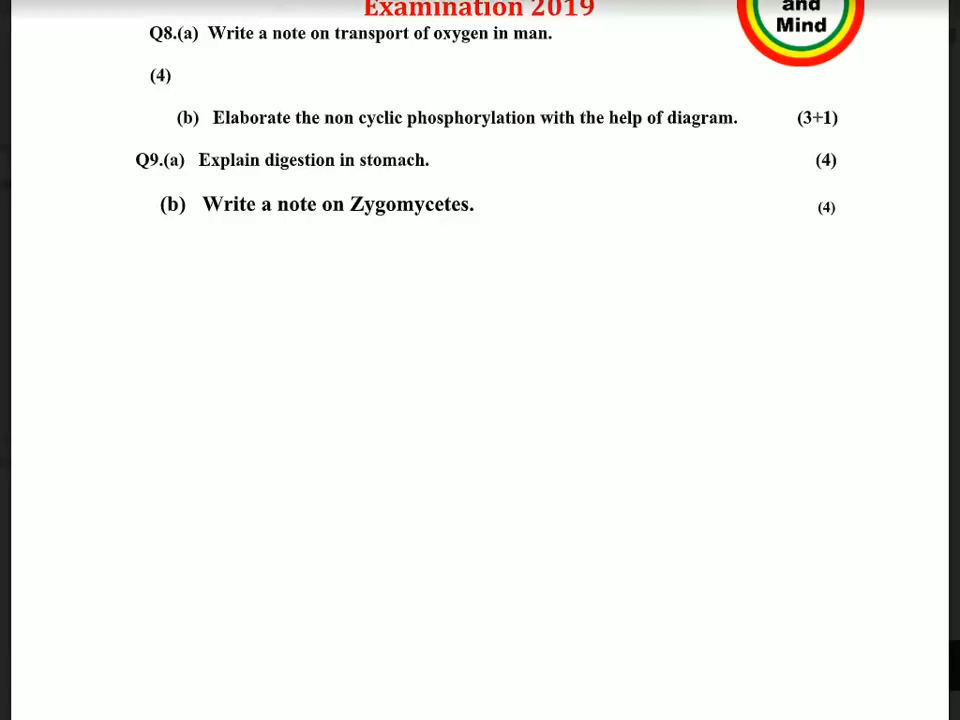 Examination 2019
and
Mind
Q8.(a) Write a note on transport of oxygen in man.
(4)
(b) Elaborate the non cyclic phosphorylation with the help of diagram. (3+1)
Q9.(a) Explain digestion in stomach. (4)
(b) Write a note on Zygomycetes. (4)